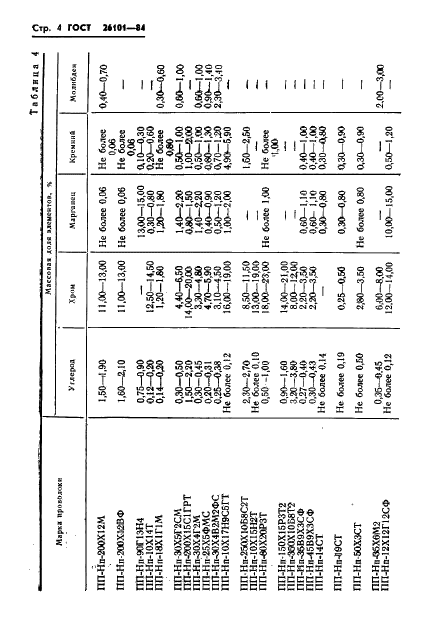 Стр. 4 ГОСТ 26101—84
Таблица 4
Массовая доля элементов, %
Марка проволоки Углерод Хром Марганец Кремний Молибден
ПП-Нп-200Х12М 1,50—1,90 11,00—13,00 Не более 0,06 Не более 0,06 0,40—0,70
ПП-Нп-200Х12ВФ 1,60—2,10 11,00—13,00 Не более 0,06 Не более 0,06 —
ПП-Нп-90Г13Н4 0,75—0,90 — 13,00—15,00 0,10—0,30 —
ПП-Нп-10Х14Т 0,12—0,20 12,50—14,50 0,30—0,80 0,20—0,60 —
ПП-Нп-18Х1Г1М 0,14—0,20 1,20—1,80 1,20—1,80 Не более 0,80 0,30—0,60
ПП-Нп-30Х5Г2СМ 0,30—0,50 4,40—6,50 1,40—2,20 0,50—1,00 0,60—1,00
ПП-Нп-200Х15С1ГРТ 1,50—2,20 14,00—20,00 0,80—1,50 1,00—2,00 —
ПП-Нп-30Х4Г2М 0,30—0,45 3,30—4,80 1,40—2,20 0,50—1,00 0,60—1,00
ПП-Нп-25Х5ФМС 0,20—0,31 4,70—5,90 0,40—0,90 0,80—1,30 0,90—1,40
ПП-Нп-30Х4В2М2ФС 0,25—0,38 3,10—4,50 0,50—1,20 0,70—1,20 2,30—3,40
ПП-Нп-10Х17Н9С5ГТ Не более 0,12 15,00—19,00 1,00—2,00 4,90—5,90 —
ПП-Нп-250Х10Б8С2Т 2,30—2,70 8,50—11,50 — 1,60—2,50 —
ПП-Нп-10Х15Н2Т Не более 0,10 13,00—19,00 — — —
ПП-Нп-80Х20Р3Т 0,50—1,00 18,00—23,00 Не более 1,00 Не более 1,00 —
ПП-Нп-150Х15Р3Т2 0,90—1,60 14,00—21,00 — — —
ПП-Нп-350Х10Б8Т2 3,20—3,80 8,00—12,00 — — —
ПП-Нп-35В9Х3СФ 0,27—0,40 2,20—3,50 0,60—1,10 0,40—1,00 —
ПП-Нп-45В9Х3СФ 0,30—0,43 2,20—3,50 0,60—1,10 0,40—1,00 —
ПП-Нп-14СТ Не более 0,14 — 0,30—0,80 0,30—0,80 —
ПП-Нп-19СТ Не более 0,19 0,25—0,50 0,30—0,80 0,30—0,90 —
ПП-Нп-50Х3СТ Не более 0,50 2,80—3,50 Не более 0,80 0,30—0,90 —
ПП-Нп-35Х6М2 0,35—0,45 6,00—8,00 — — 2,00—3,00
ПП-Нп-12Х12Г12СФ Не более 0,12 12,00—14,00 10,00—15,00 0,50—1,20 —